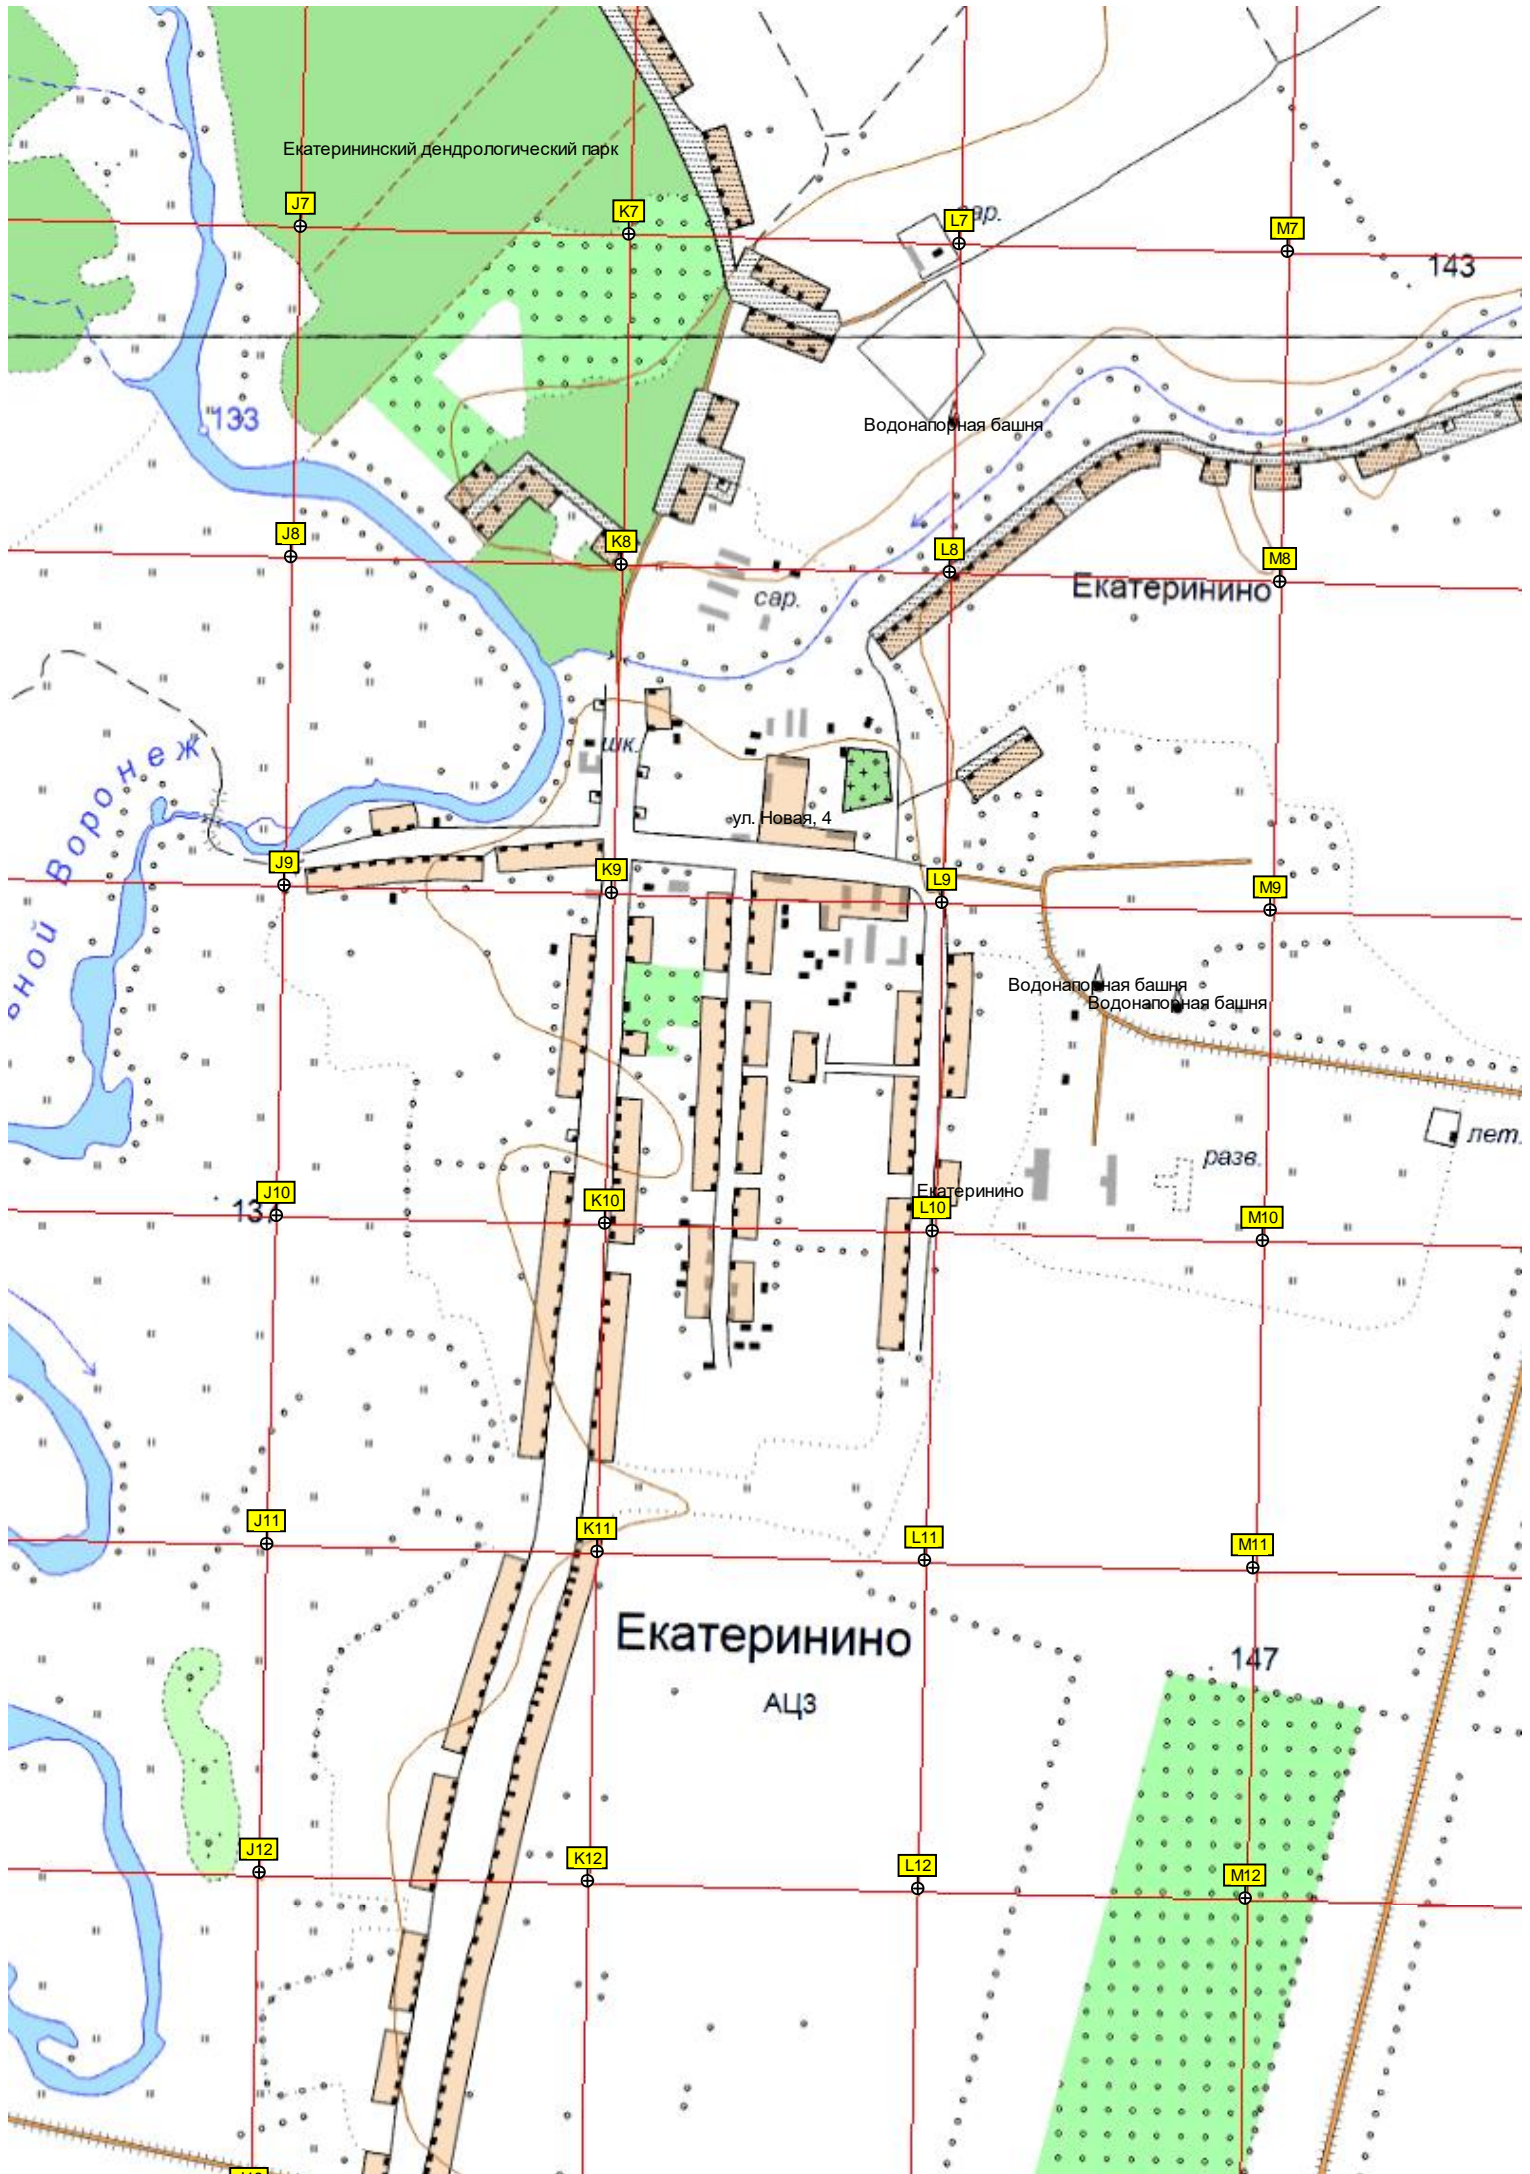 Екатерининский дендрологический парк
J7
K7
L7
сар.
M7
143
133
Водонапорная башня
J8
K8
L8
M8
Екатеринино
сар.
шк.
ьной Воронеж
ул. Новая, 4
J9
K9
L9
M9
Водонапорная башня
Водонапорная башня
лет.
разв.
Екатеринино
J10
K10
L10
M10
137
J11
K11
L11
M11
Екатеринино
АЦЗ
147
J12
K12
L12
M12